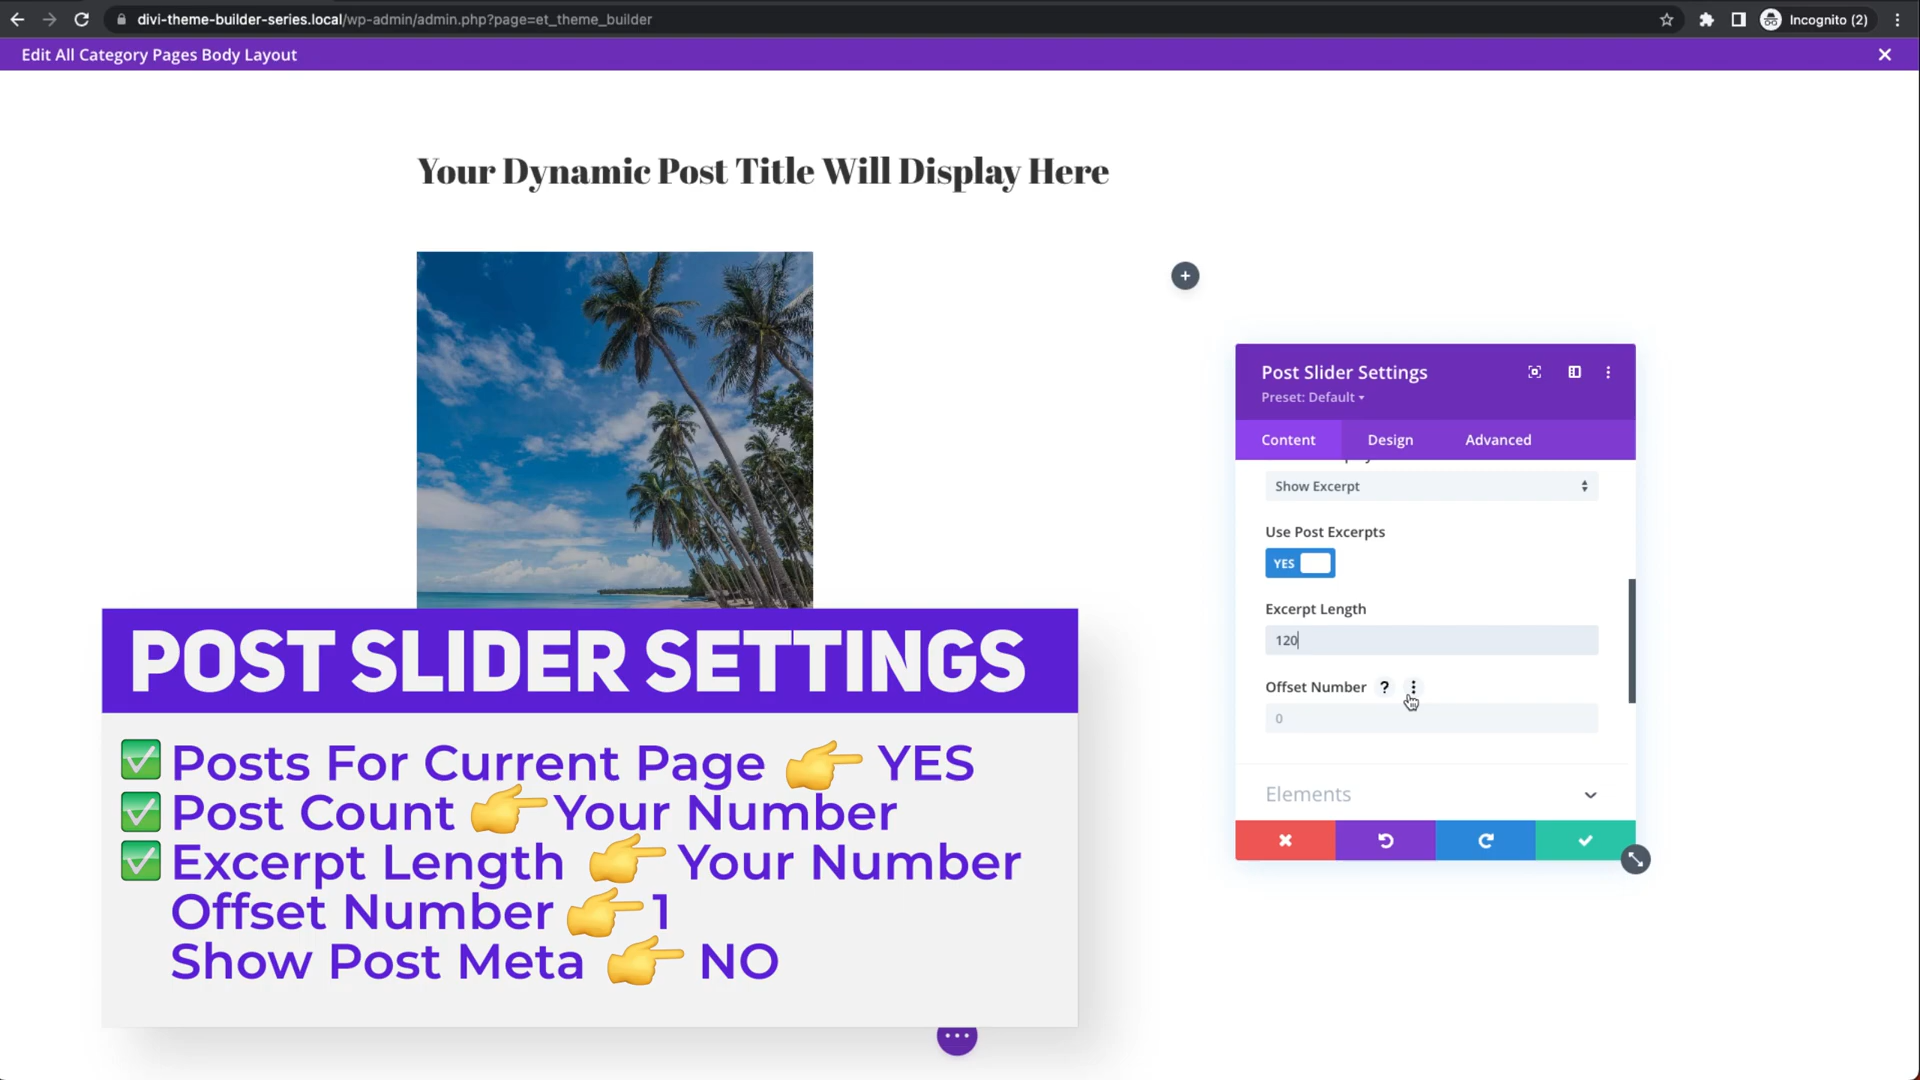 divi-theme-builder-series.local/wp-admin/admin.php?page=et_theme_builder
Incognito (2)
Edit All Category Pages Body Layout
Your Dynamic Post Title Will Display Here
Post Slider Settings
Preset: Default
Content Design Advanced
Show Excerpt
Use Post Excerpts
YES
Excerpt Length
120
Offset Number ?
0
Elements
POST SLIDER SETTINGS
✅ Posts For Current Page 👉 YES
✅ Post Count 👉 Your Number
✅ Excerpt Length 👉 Your Number
Offset Number 👉 1
Show Post Meta 👉 NO